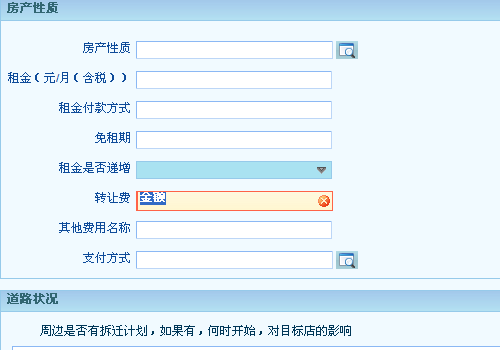 房产性质
房产性质
租金（元/月（含税））
租金付款方式
免租期
租金是否递增
转让费 金额
其他费用名称
支付方式
道路状况
周边是否有拆迁计划，如果有，何时开始，对目标店的影响